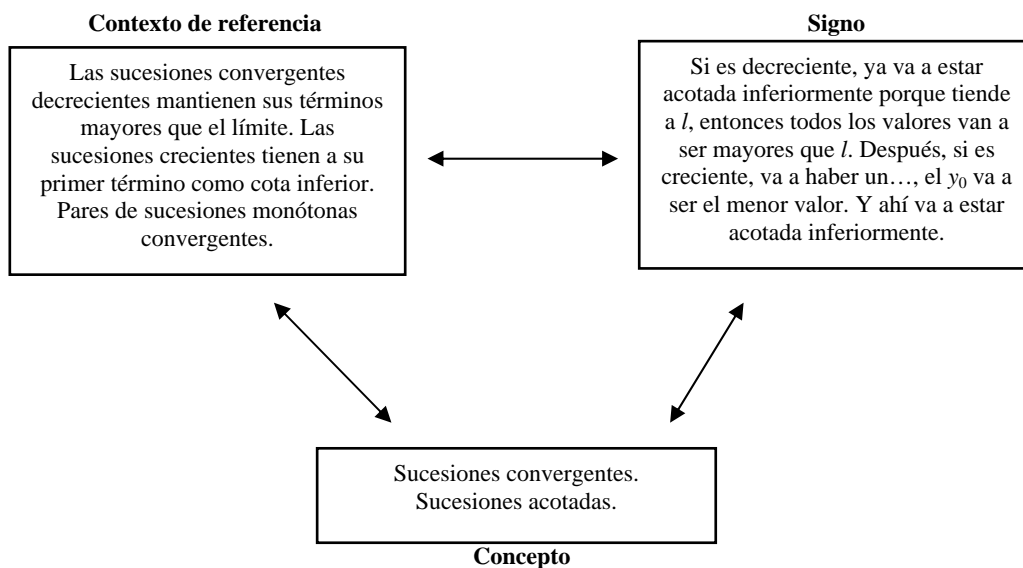 Contexto de referencia
Las sucesiones convergentes
decrecientes mantienen sus términos
mayores que el límite. Las
sucesiones crecientes tienen a su
primer término como cota inferior.
Pares de sucesiones monótonas
convergentes.
Signo
Si es decreciente, ya va a estar
acotada inferiormente porque tiende
a l, entonces todos los valores van a
ser mayores que l. Después, si es
creciente, va a haber un…, el y₀ va a
ser el menor valor. Y ahí va a estar
acotada inferiormente.
Sucesiones convergentes.
Sucesiones acotadas.
Concepto